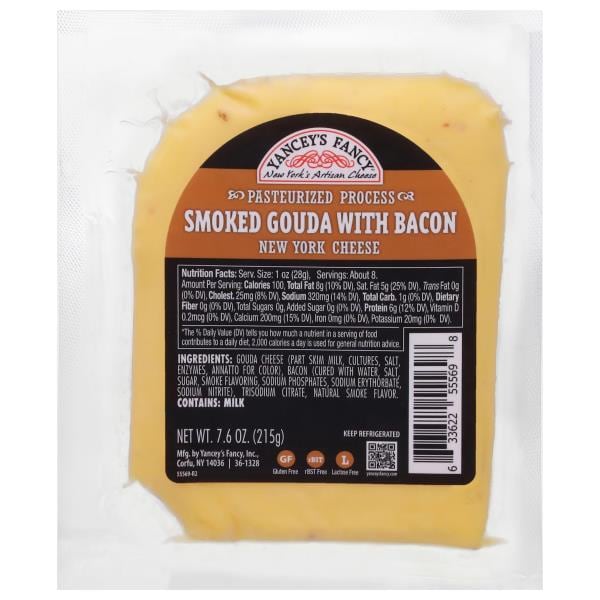 YANCEY'S FANCY
New York's Artisan Cheese
PASTEURIZED PROCESS
SMOKED GOUDA WITH BACON
NEW YORK CHEESE
Nutrition Facts: Serv. Size: 1 oz (28g), Servings: About 8.
Amount Per Serving: Calories 100, Total Fat 8g (10% DV), Sat. Fat 5g (25% DV), Trans Fat 0g
(0% DV), Cholest. 25mg (8% DV), Sodium 320mg (14% DV), Total Carb. 1g (0% DV), Dietary
Fiber 0g (0% DV), Total Sugars 0g, Added Sugar 0g (0% DV), Protein 6g (12% DV), Vitamin D
0.2mcg (0% DV), Calcium 200mg (15% DV), Iron 0mg (0% DV), Potassium 20mg (0% DV).
*The % Daily Value (DV) tells you how much a nutrient in a serving of food
contributes to a daily diet, 2,000 calories a day is used for general nutrition advice.
INGREDIENTS: GOUDA CHEESE (PART SKIM MILK, CULTURES, SALT,
ENZYMES, ANNATTO FOR COLOR), BACON (CURED WITH WATER, SALT,
SUGAR, SMOKE FLAVORING, SODIUM PHOSPHATES, SODIUM ERYTHORBATE,
SODIUM NITRITE), TRISODIUM CITRATE, NATURAL SMOKE FLAVOR.
CONTAINS: MILK
6 33622 55569 8
NET WT. 7.6 OZ. (215g)
KEEP REFRIGERATED
Mfg. by Yancey's Fancy, Inc.,
Corfu, NY 14036 | 36-1328
55569-R2
GF
Gluten Free
rBST
rBST Free
L
Lactose Free
yanceysfancy.com